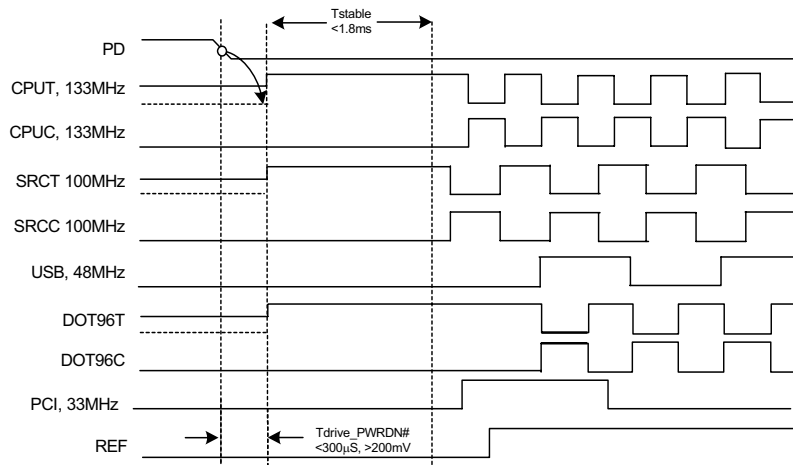 Tstable
<1.8ms
PD
CPUT, 133MHz
CPUC, 133MHz
SRCT 100MHz
SRCC 100MHz
USB, 48MHz
DOT96T
DOT96C
PCI, 33MHz
Tdrive_PWRDN#
<300μS, >200mV
REF